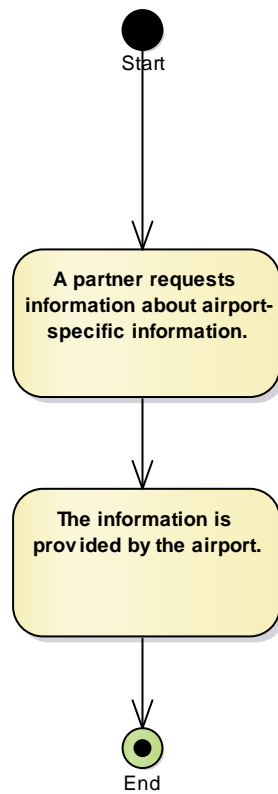 Start
A partner requests
information about airport-
specific information.
The information is
provided by the airport.
End